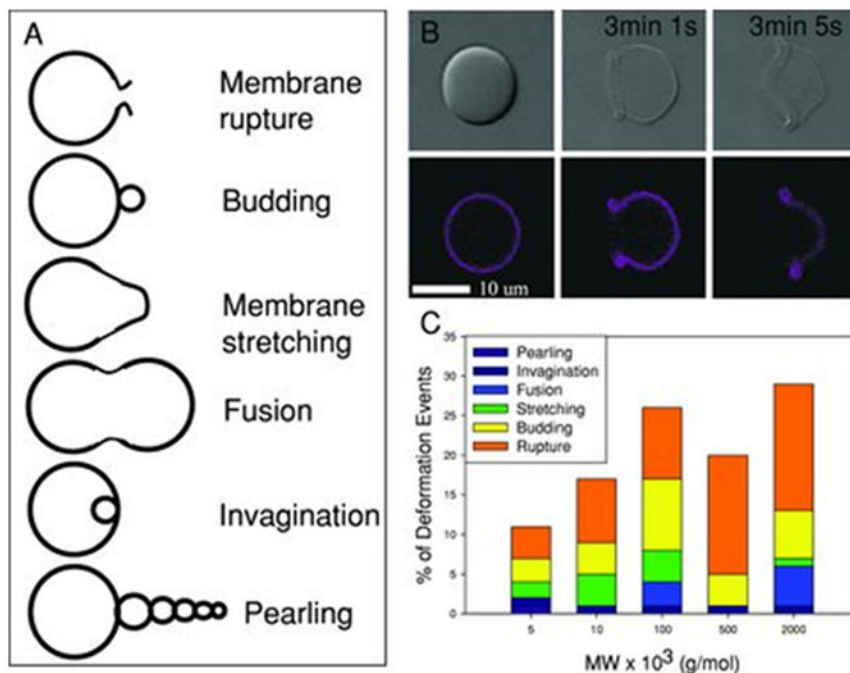 A
Membrane
rupture
Budding
Membrane
stretching
Fusion
Invagination
Pearling
B
3min 1s
3min 5s
10 um
C
% of Deformation Events
35
30
25
20
15
10
5
0
Pearling
Invagination
Fusion
Stretching
Budding
Rupture
5 10 100 500 2000
MW x 10³ (g/mol)